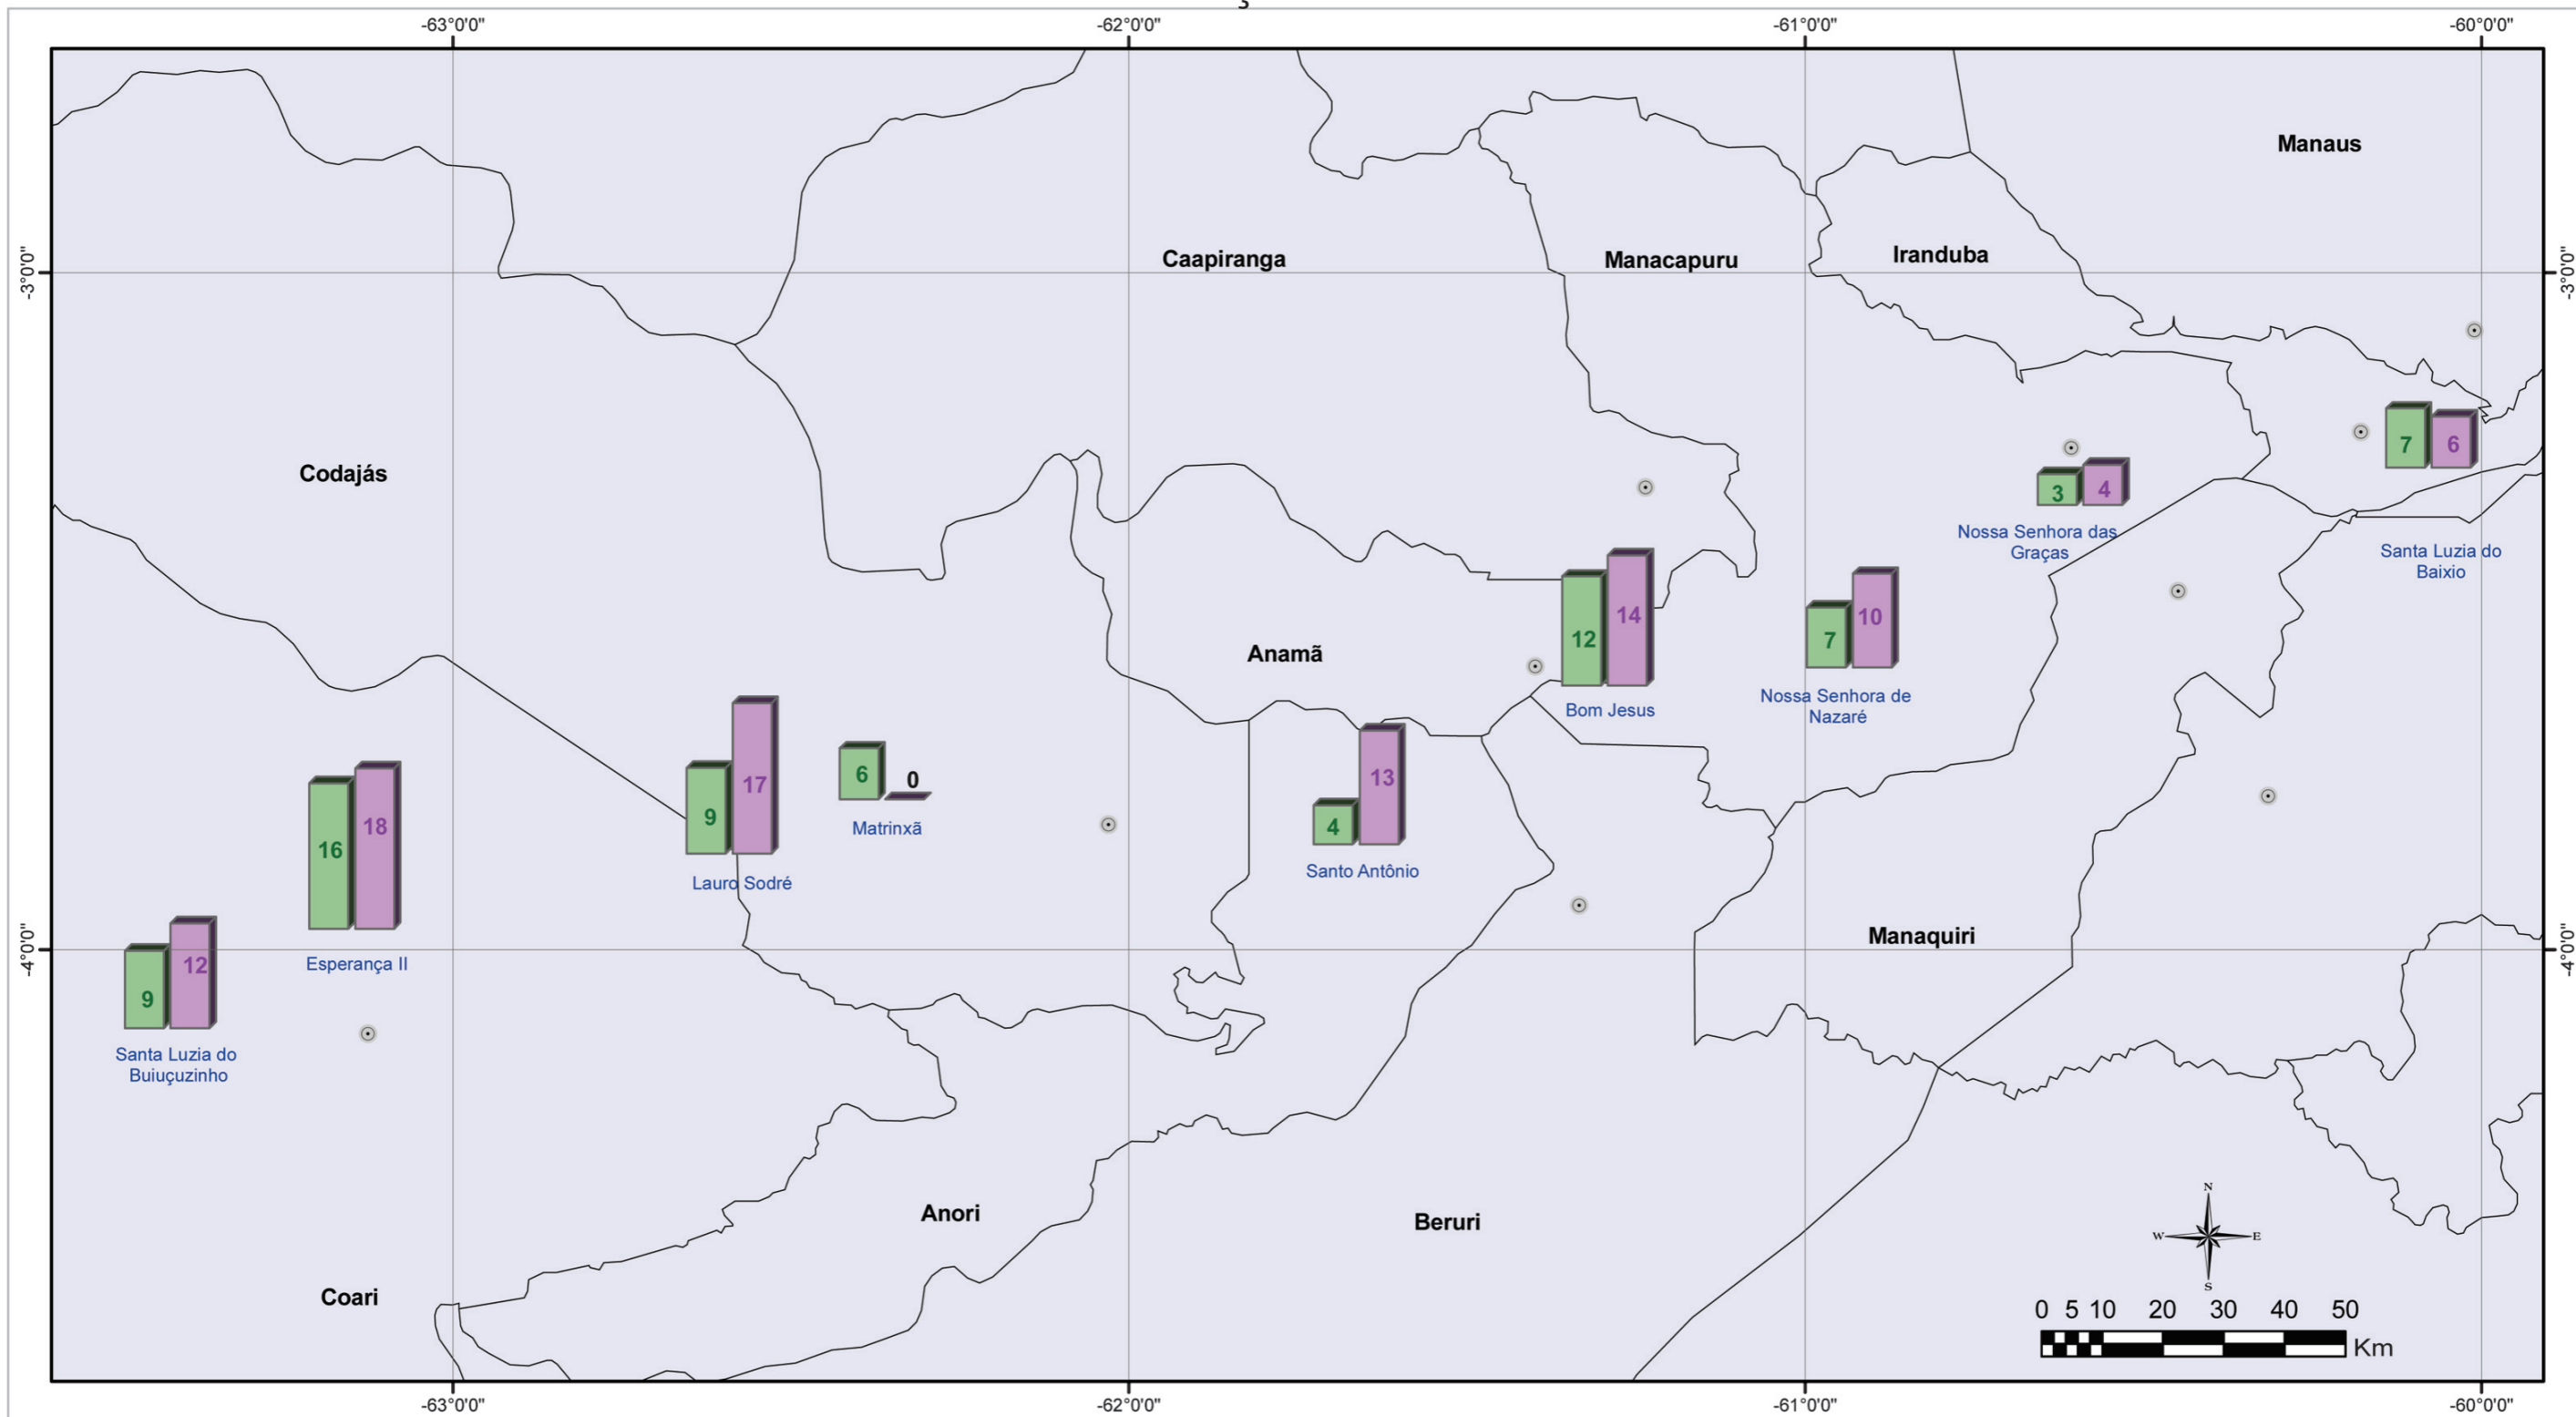 -63°0'0"
-62°0'0"
-61°0'0"
-60°0'0"
Manaus
-3°0'0"
Caapiranga
Manacapuru
Iranduba
-3°0'0"
7
6
Codajás
3
4
Nossa Senhora das
Graças
Santa Luzia do
Baixio
Anamã
12
14
7
10
Bom Jesus
Nossa Senhora de
Nazaré
9
17
6
0
Matrinxã
4
13
16
18
Lauro Sodré
Santo Antônio
-4°0'0"
9
12
Esperança II
Manaquiri
-4°0'0"
Santa Luzia do
Buiuçuzinho
Anori
Beruri
N
W
E
S
Coari
0 5 10 20 30 40 50
Km
-63°0'0"
-62°0'0"
-61°0'0"
-60°0'0"